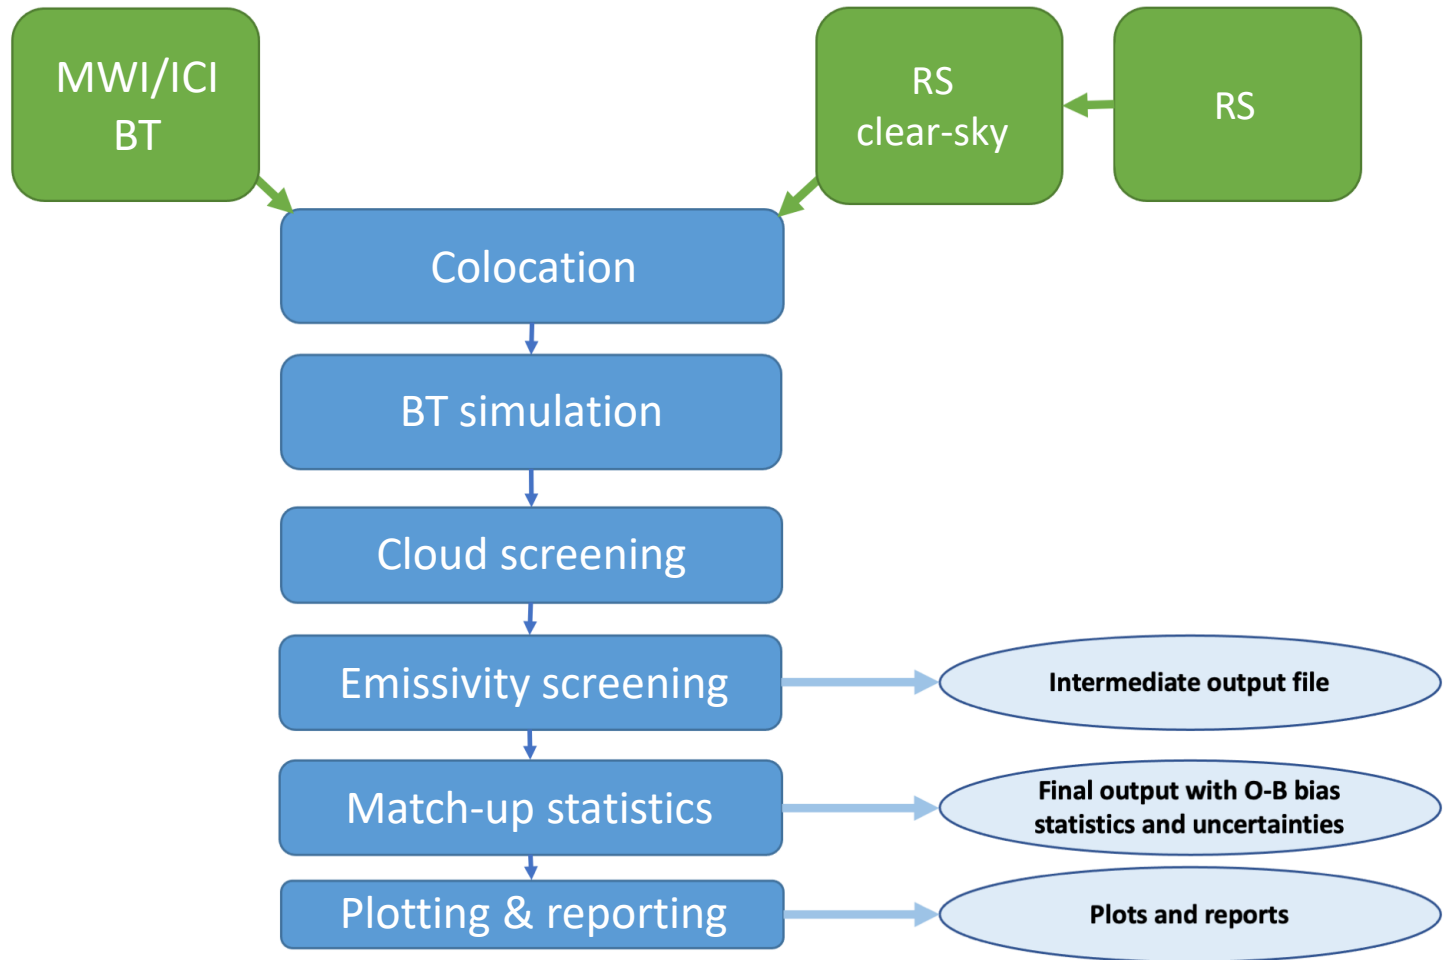 MWI/ICI
BT
RS
clear-sky
RS
Colocation
BT simulation
Cloud screening
Emissivity screening
Intermediate output file
Match-up statistics
Final output with O-B bias
statistics and uncertainties
Plotting & reporting
Plots and reports